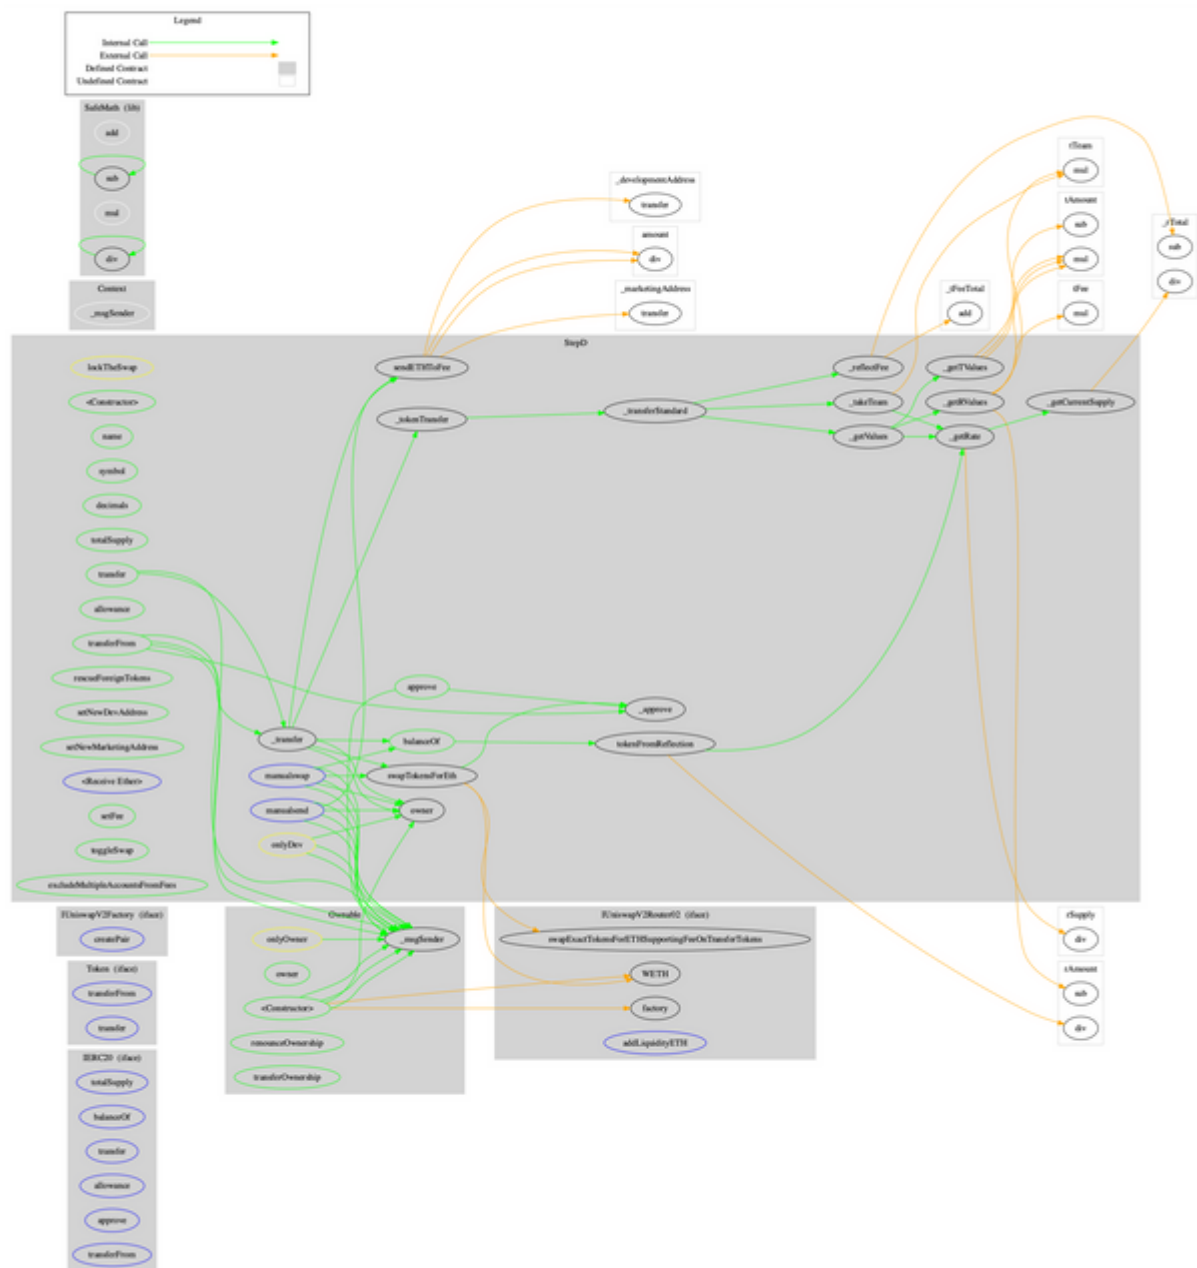 Legend
Internal Call
External Call
Defined Contract
Undefined Contract
SafeMath (lib)
add
sub
mul
div
Context
_msgSender
_developmentAddress
transfer
amount
div
_marketingAddress
transfer
_tFeeTotal
add
tTeam
mul
tAmount
sub
mul
tFee
mul
_rTotal
sub
div
StepD
lockTheSwap
<Constructor>
name
symbol
decimals
totalSupply
transfer
allowance
transferFrom
rescueForeignTokens
setNewDevAddress
setNewMarketingAddress
<Receive Ether>
setFee
toggleSwap
excludeMultipleAccountsFromFees
_transfer
manualswap
manualsend
onlyDev
sendETHToFee
_tokenTransfer
approve
balanceOf
swapTokensForEth
owner
_transferStandard
_approve
tokenFromReflection
_reflectFee
_takeTeam
_getValues
_getTValues
_getRValues
_getRate
_getCurrentSupply
IUniswapV2Factory (iface)
createPair
Token (iface)
transferFrom
transfer
IERC20 (iface)
totalSupply
balanceOf
transfer
allowance
approve
transferFrom
Ownable
onlyOwner
owner
<Constructor>
renounceOwnership
transferOwnership
_msgSender
IUniswapV2Router02 (iface)
swapExactTokensForETHSupportingFeeOnTransferTokens
WETH
factory
addLiquidityETH
rSupply
div
rAmount
sub
div